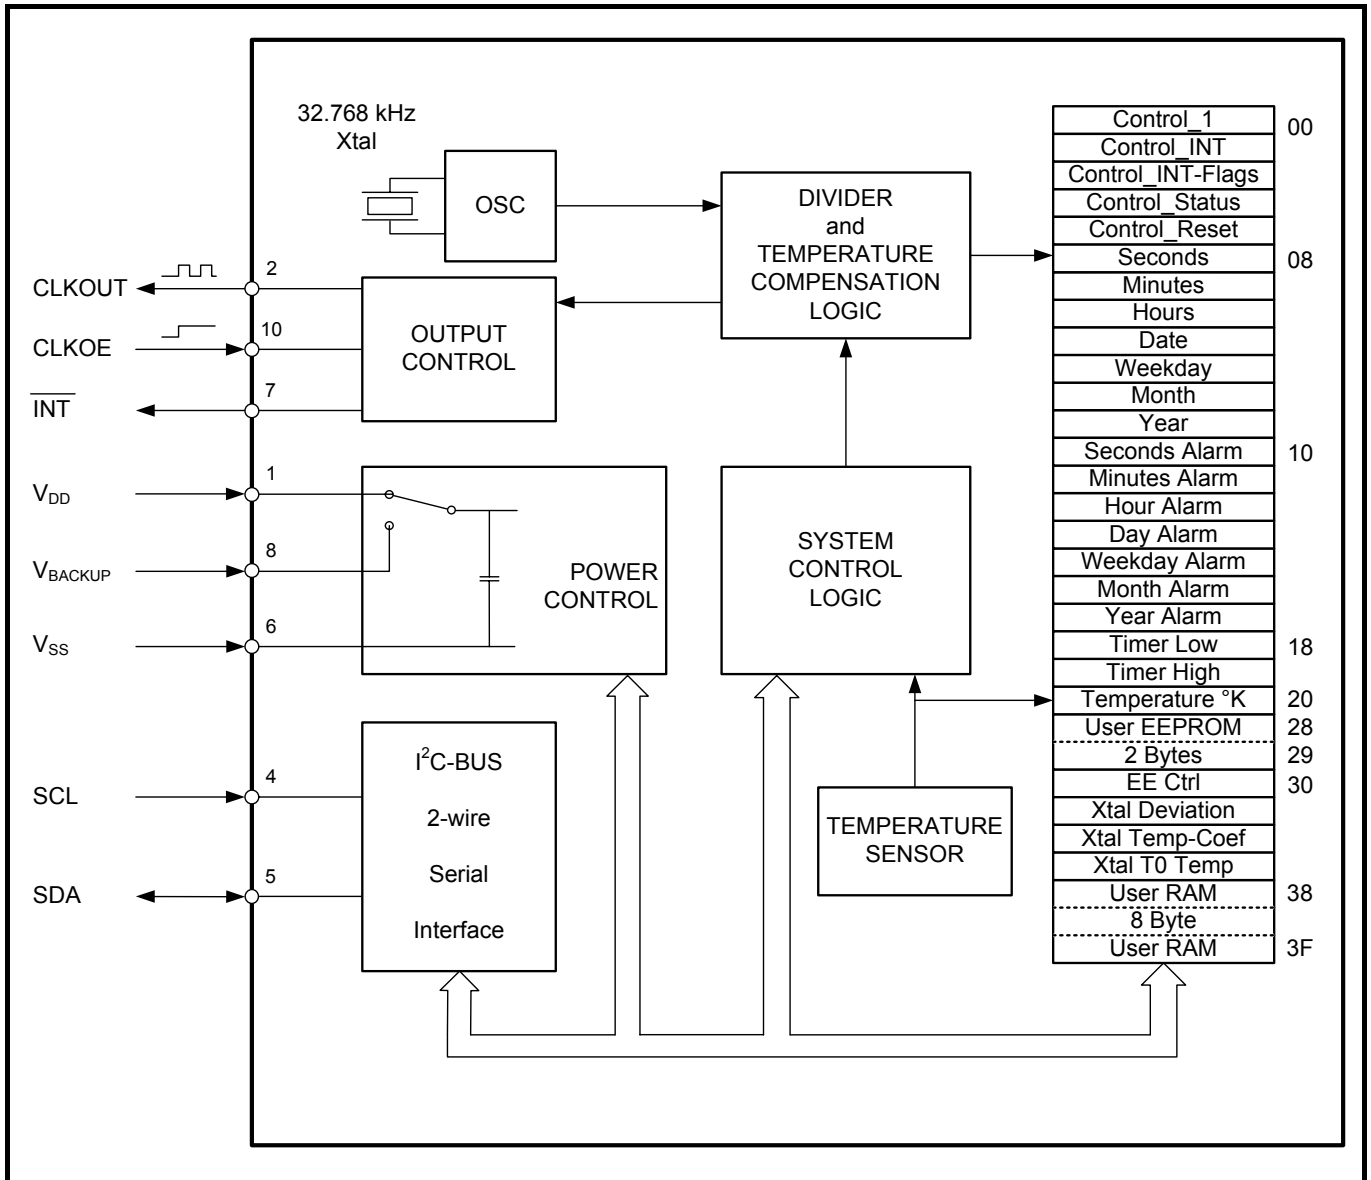 32.768 kHz
Xtal
OSC
DIVIDER
and
TEMPERATURE
COMPENSATION
LOGIC
CLKOUT
2
CLKOE
10
INT
7
OUTPUT
CONTROL
V_DD
1
V_BACKUP
8
V_SS
6
POWER
CONTROL
SYSTEM
CONTROL
LOGIC
SCL
4
SDA
5
I²C-BUS
2-wire
Serial
Interface
TEMPERATURE
SENSOR
Control_1 00
Control_INT
Control_INT-Flags
Control_Status
Control_Reset
Seconds 08
Minutes
Hours
Date
Weekday
Month
Year
Seconds Alarm 10
Minutes Alarm
Hour Alarm
Day Alarm
Weekday Alarm
Month Alarm
Year Alarm
Timer Low 18
Timer High
Temperature °K 20
User EEPROM 28
2 Bytes 29
EE Ctrl 30
Xtal Deviation
Xtal Temp-Coef
Xtal T0 Temp
User RAM 38
8 Byte
User RAM 3F